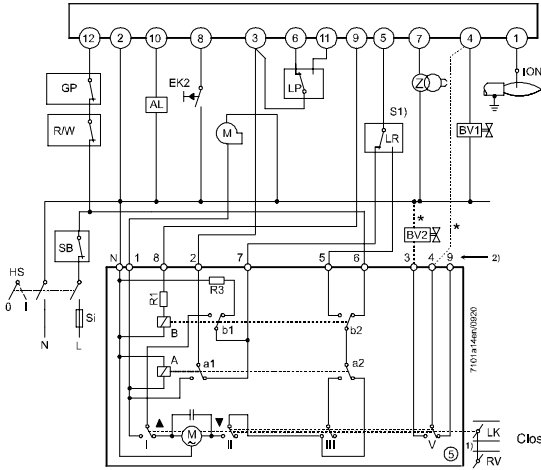 12 2 10 8 3 6 11 9 5 7 4 1
GP AL EK2 LP Z C ION
R/W M S1) LR BV1
SB BV2 * *
N 1 8 2 7 5 6 3 4 9 2)
HS
0 I Si
N L
R1 R3
B b1 b2
A a1 a2
I M II III V
LK
1)
RV
5
Clos
7101a14en/0920